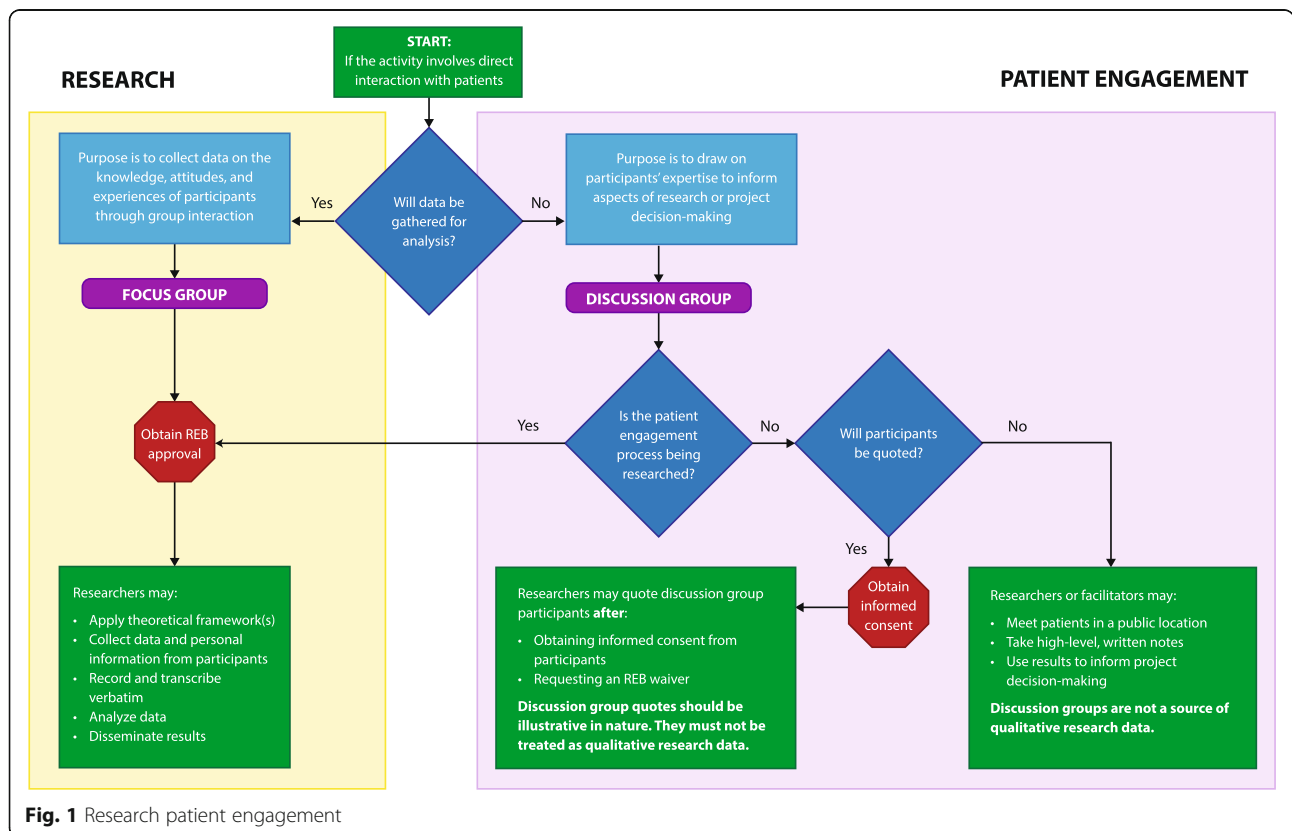 START:
If the activity involves direct
interaction with patients
RESEARCH
PATIENT ENGAGEMENT
Purpose is to collect data on the
knowledge, attitudes, and
experiences of participants
through group interaction
Yes
Will data be
gathered for
analysis?
No
Purpose is to draw on
participants’ expertise to inform
aspects of research or project
decision-making
FOCUS GROUP
DISCUSSION GROUP
Obtain REB
approval
Yes
Is the patient
engagement
process being
researched?
No
Will participants
be quoted?
No
Yes
Obtain
informed
consent
Researchers may:
• Apply theoretical framework(s)
• Collect data and personal
information from participants
• Record and transcribe
verbatim
• Analyze data
• Disseminate results
Researchers may quote discussion group
participants after:
• Obtaining informed consent from
participants
• Requesting an REB waiver
Discussion group quotes should be
illustrative in nature. They must not be
treated as qualitative research data.
Researchers or facilitators may:
• Meet patients in a public location
• Take high-level, written notes
• Use results to inform project
decision-making
Discussion groups are not a source of
qualitative research data.
Fig. 1 Research patient engagement